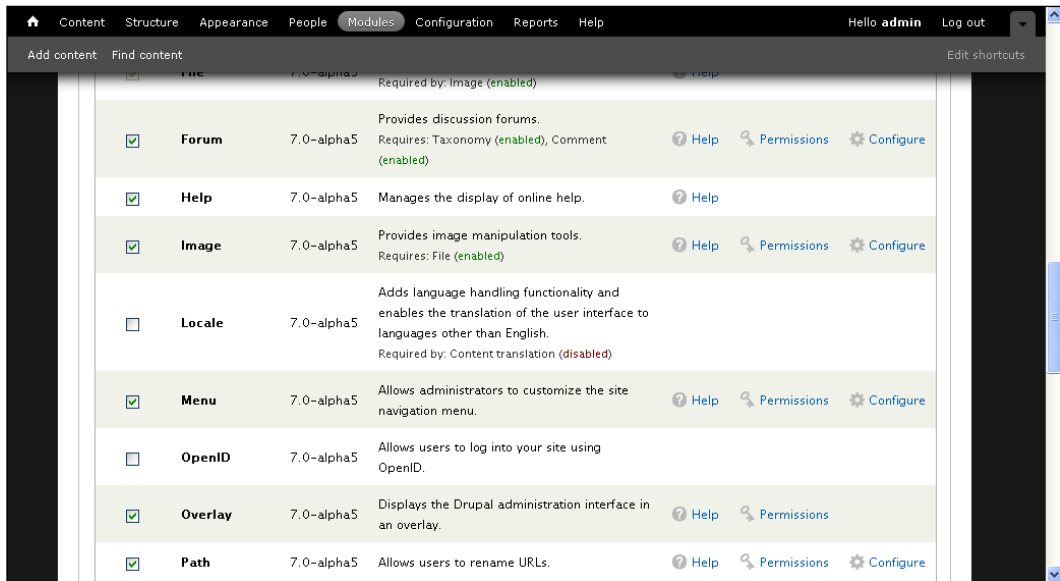 Content Structure Appearance People Modules Configuration Reports Help Hello admin Log out
Add content Find content Edit shortcuts
File 7.0-alpha5 Help
Required by: Image (enabled)
Provides discussion forums.
Forum 7.0-alpha5 Requires: Taxonomy (enabled), Comment Help Permissions Configure
(enabled)
Help 7.0-alpha5 Manages the display of online help. Help
Provides image manipulation tools.
Image 7.0-alpha5 Help Permissions Configure
Requires: File (enabled)
Adds language handling functionality and
enables the translation of the user interface to
Locale 7.0-alpha5
languages other than English.
Required by: Content translation (disabled)
Allows administrators to customize the site
Menu 7.0-alpha5 Help Permissions Configure
navigation menu.
Allows users to log into your site using
OpenID 7.0-alpha5
OpenID.
Displays the Drupal administration interface in
Overlay 7.0-alpha5 Help Permissions
an overlay.
Path 7.0-alpha5 Allows users to rename URLs. Help Permissions Configure